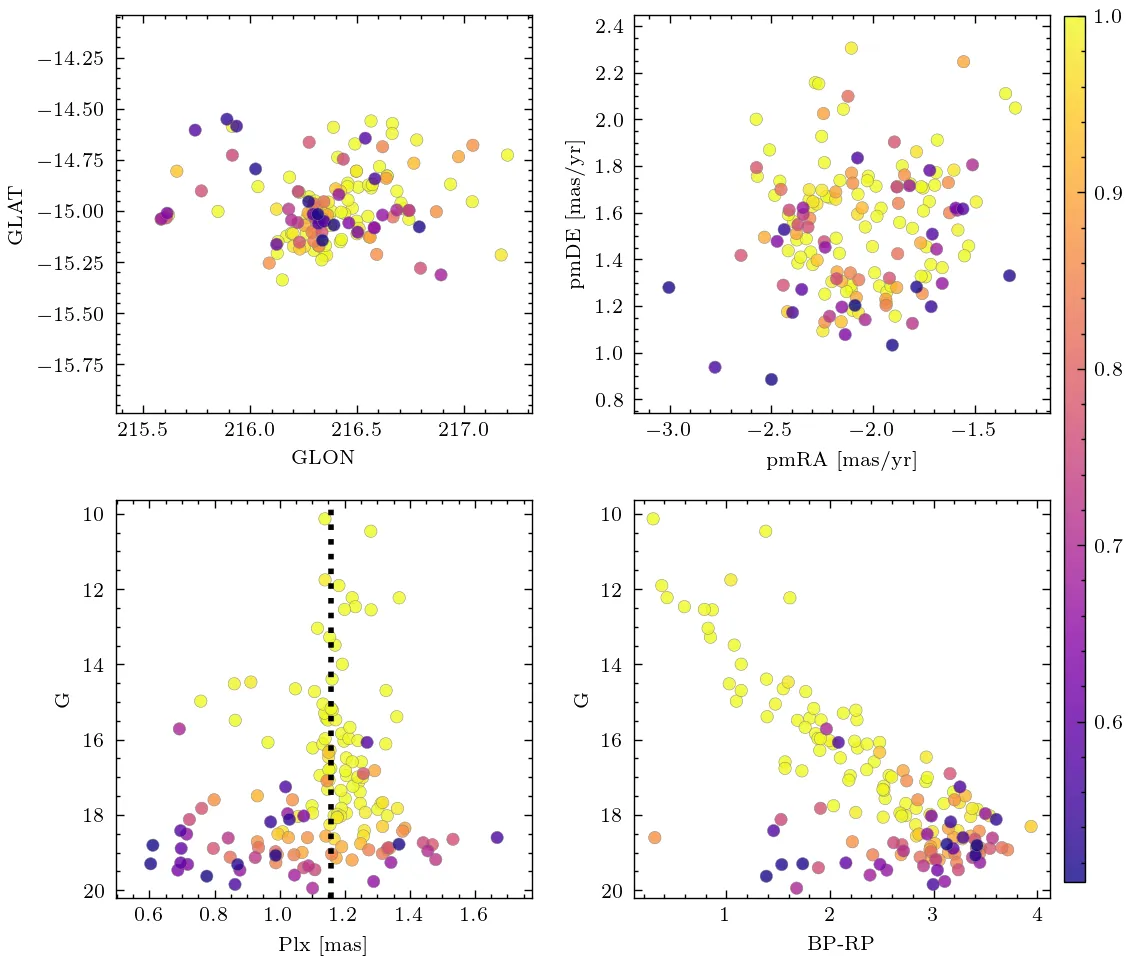 −14.25
−14.50
−14.75
−15.00
−15.25
−15.50
−15.75
GLAT
215.5 216.0 216.5 217.0
GLON
2.4
2.2
2.0
1.8
1.6
1.4
1.2
1.0
0.8
pmDE [mas/yr]
−3.0 −2.5 −2.0 −1.5
pmRA [mas/yr]
1.0
0.9
0.8
0.7
0.6
10
12
14
16
18
20
G
0.6 0.8 1.0 1.2 1.4 1.6
Plx [mas]
10
12
14
16
18
20
G
1 2 3 4
BP-RP